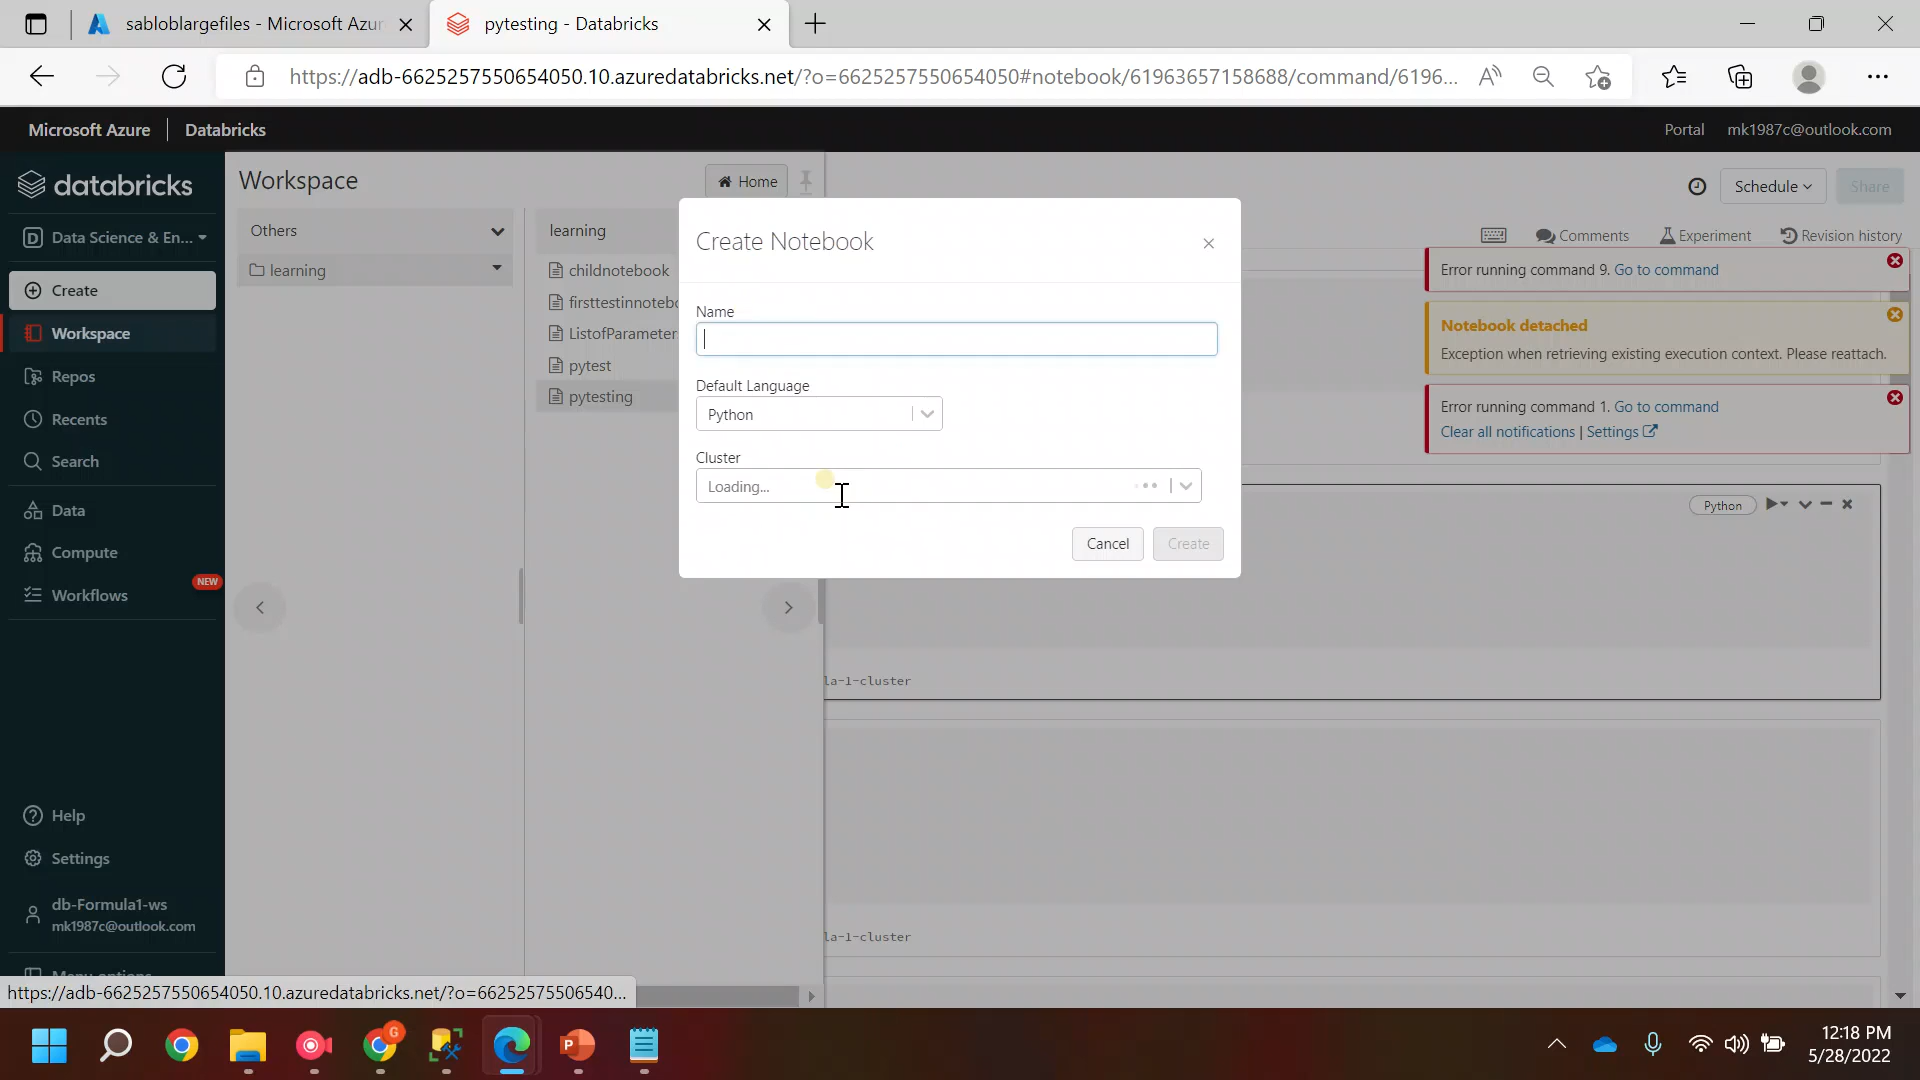 sabloblargefiles - Microsoft Azur
pytesting - Databricks
https://adb-6625257550654050.10.azuredatabricks.net/?o=6625257550654050#notebook/61963657158688/command/6196...
Microsoft Azure
Databricks
Portal
mk1987c@outlook.com
databricks
Workspace
Home
Schedule
Share
Data Science & En...
Others
learning
Create Notebook
Comments
Experiment
Revision history
Create
learning
childnotebook
Error running command 9. Go to command
Workspace
firsttestinnotebo
Name
Notebook detached
ListofParameter
Exception when retrieving existing execution context. Please reattach.
Repos
pytest
Default Language
pytesting
Python
Error running command 1. Go to command
Clear all notifications | Settings
Recents
Search
Cluster
Loading...
Python
Data
Cancel
Create
Compute
NEW
Workflows
la-1-cluster
Help
Settings
db-Formula1-ws
mk1987c@outlook.com
la-1-cluster
Menu options
https://adb-6625257550654050.10.azuredatabricks.net/?o=66252575506540...
G
12:18 PM
5/28/2022